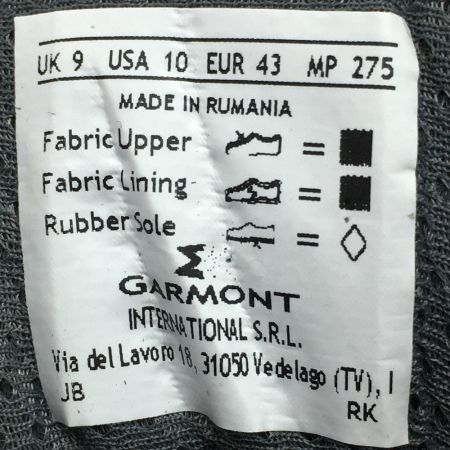 UK 9 USA 10 EUR 43 MP 275
MADE IN RUMANIA
Fabric Upper =
Fabric Lining =
Rubber Sole =
GARMONT
INTERNATIONAL S.R.L.
Via del Lavoro 18, 31050 Vedelago (TV), I
JB RK